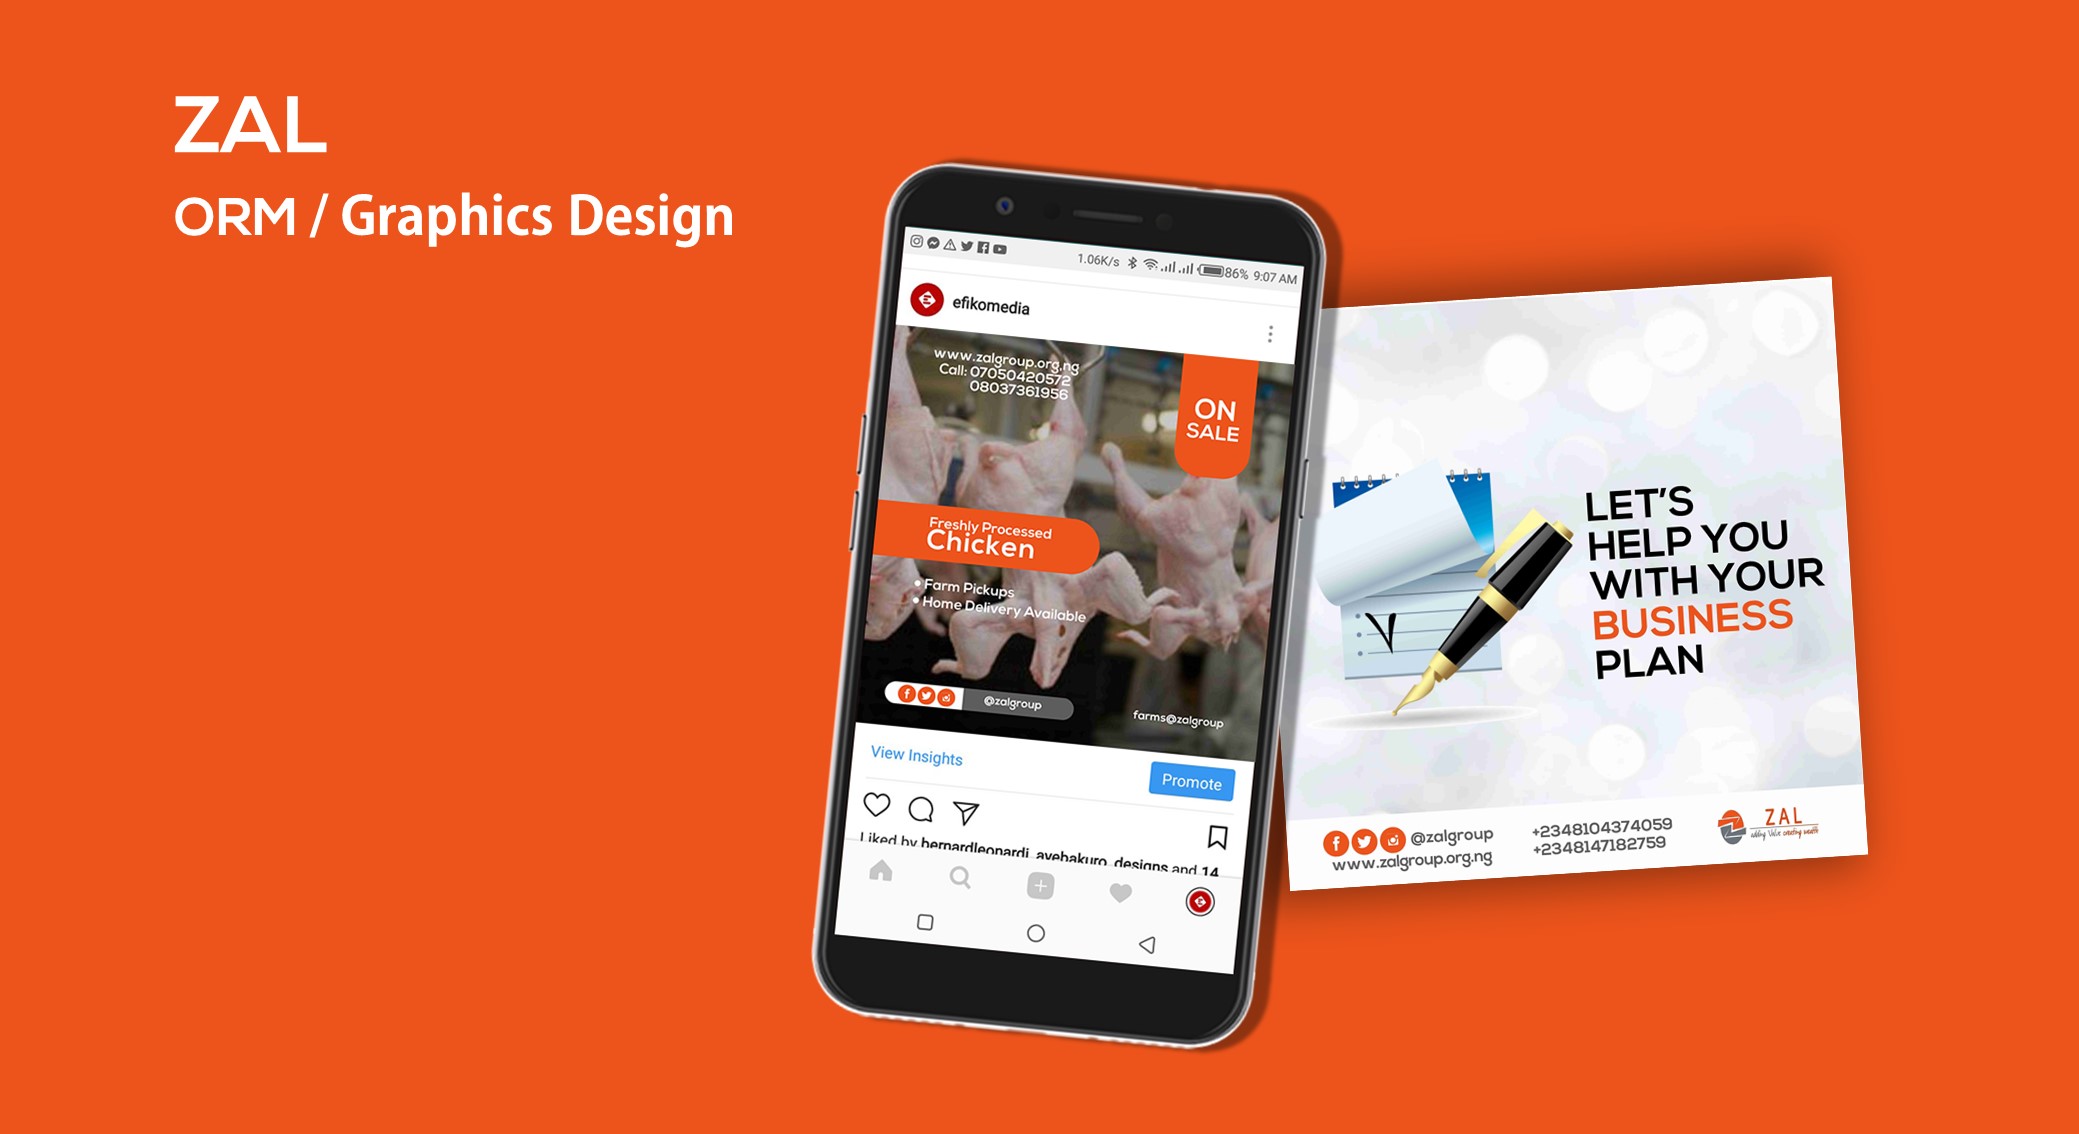 ZAL
ORM / Graphics Design
1.06K/s 86% 9:07 AM
efikomedia
www.zalgroup.org.ng
Call: 07050420572
08037361956
ON
SALE
Freshly Processed
Chicken
• Farm Pickups
• Home Delivery Available
@zalgroup
farms@zalgroup
View Insights
Promote
Liked by bernardleonardi, ayebakuro_designs and 14
LET'S
HELP YOU
WITH YOUR
BUSINESS
PLAN
@zalgroup
www.zalgroup.org.ng
+2348104374059
+2348147182759
ZAL
adding Value creating wealth